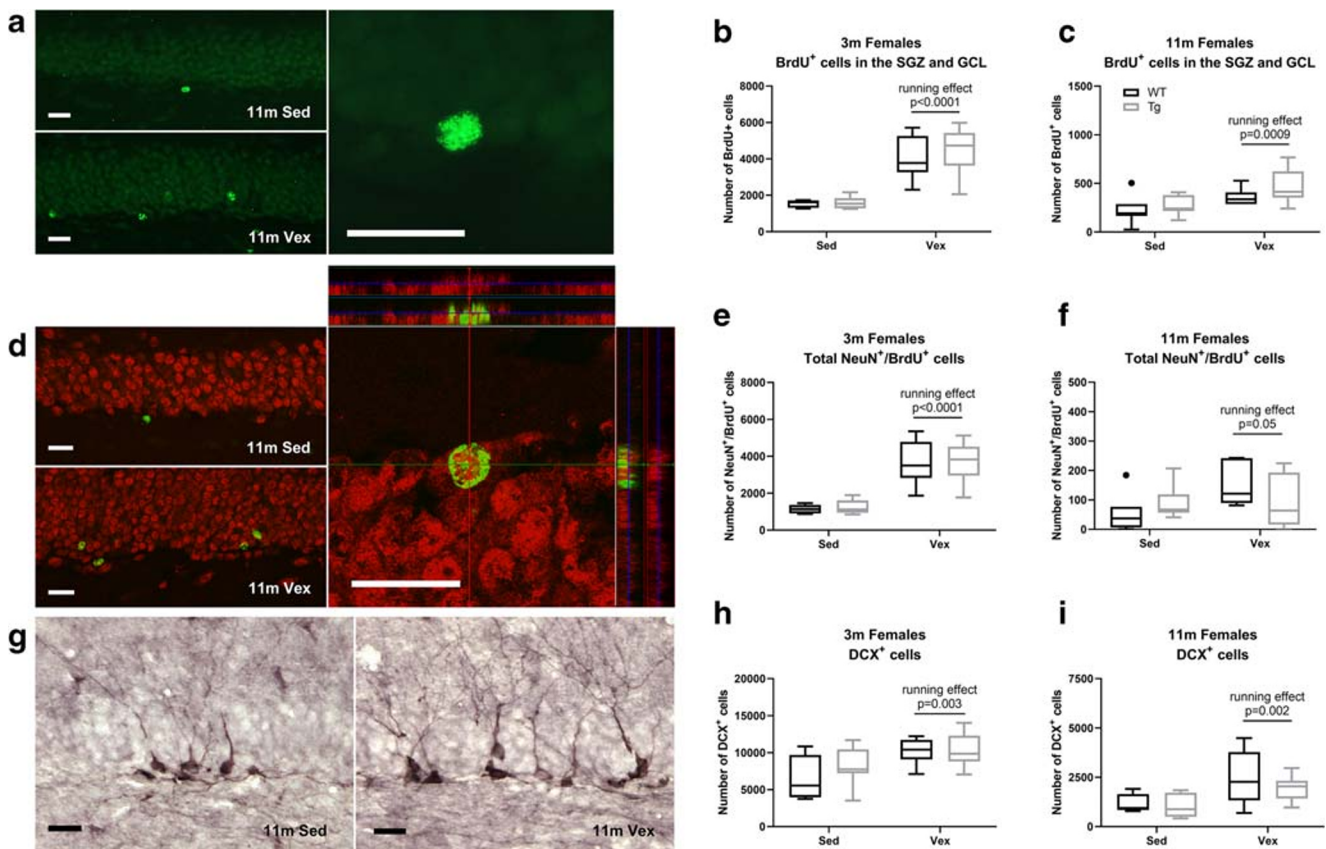 a
11m Sed
11m Vex
b
3m Females
BrdU⁺ cells in the SGZ and GCL
Number of BrdU+ cells
8000
6000
4000
2000
0
running effect
p<0.0001
Sed
Vex
c
11m Females
BrdU⁺ cells in the SGZ and GCL
Number of BrdU⁺ cells
1500
1000
500
0
WT
Tg
running effect
p=0.0009
Sed
Vex
d
11m Sed
11m Vex
e
3m Females
Total NeuN⁺/BrdU⁺ cells
Number of NeuN⁺/BrdU⁺ cells
8000
6000
4000
2000
0
running effect
p<0.0001
Sed
Vex
f
11m Females
Total NeuN⁺/BrdU⁺ cells
Number of NeuN⁺/BrdU⁺ cells
500
400
300
200
100
0
running effect
p=0.05
Sed
Vex
g
11m Sed
11m Vex
h
3m Females
DCX⁺ cells
Number of DCX⁺ cells
20000
15000
10000
5000
0
running effect
p=0.003
Sed
Vex
i
11m Females
DCX⁺ cells
Number of DCX⁺ cells
7500
5000
2500
0
running effect
p=0.002
Sed
Vex